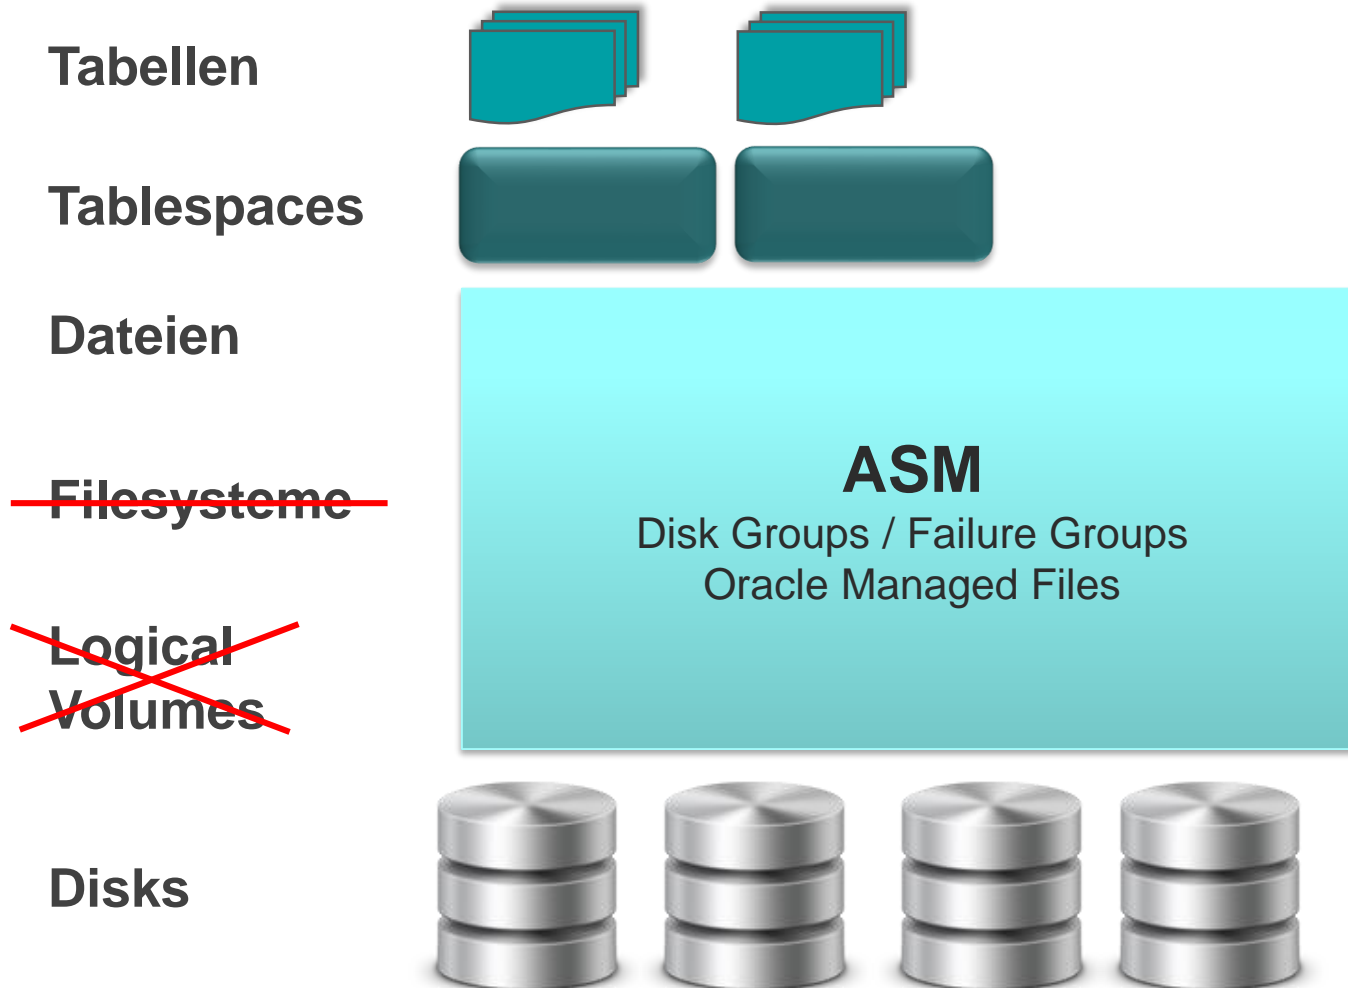 Tabellen
Tablespaces
Dateien
Filesysteme
ASM
Disk Groups / Failure Groups
Oracle Managed Files
Logical
Volumes
Disks